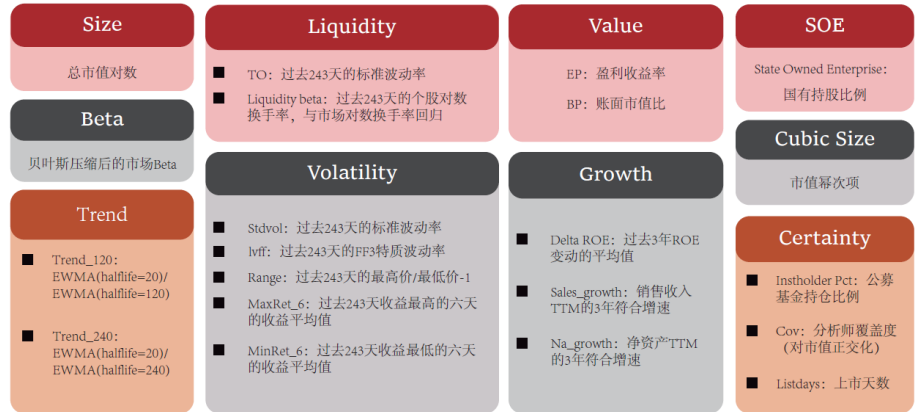 Size
总市值对数
Beta
贝叶斯压缩后的市场Beta
Trend
Trend_120:
EWMA(halflife=20)/
EWMA(halflife=120)
Trend_240:
EWMA(halflife=20)/
EWMA(halflife=240)
Liquidity
TO：过去243天的标准波动率
Liquidity beta：过去243天的个股对数
换手率，与市场对数换手率回归
Volatility
Stdvol：过去243天的标准波动率
lvff：过去243天的FF3特质波动率
Range：过去243天的最高价/最低价-1
MaxRet_6：过去243天收益最高的六天
的收益平均值
MinRet_6：过去243天收益最低的六天
的收益平均值
Value
EP：盈利收益率
BP：账面市值比
Growth
Delta ROE：过去3年ROE
变动的平均值
Sales_growth：销售收入
TTM的3年符合增速
Na_growth：净资产TTM
的3年符合增速
SOE
State Owned Enterprise：
国有持股比例
Cubic Size
市值幂次项
Certainty
Instholder Pct：公募
基金持仓比例
Cov：分析师覆盖度
（对市值正交化）
Listdays：上市天数